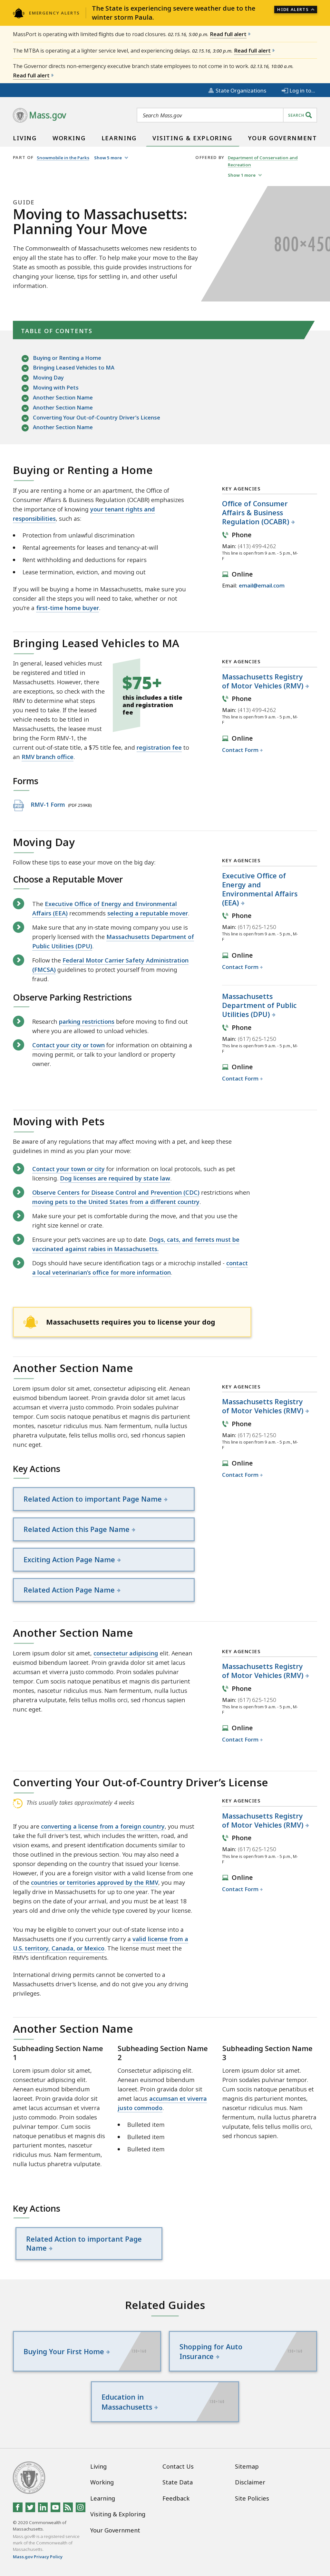 EMERGENCY ALERTS
The State is experiencing severe weather due to the winter storm Paula.
HIDE ALERTS
MassPort is operating with limited flights due to road closures. 02.15.16, 5:00 p.m. Read full alert
The MTBA is operating at a lighter service level, and experiencing delays. 02.15.16, 5:00 p.m. Read full alert
The Governor directs non-emergency executive branch state employees to not come in to work. 02.13.16, 10:00 a.m.
Read full alert
State Organizations
Log in to...
Mass.gov
Search Mass.gov
SEARCH
LIVING WORKING LEARNING VISITING & EXPLORING YOUR GOVERNMENT
PART OF Snowmobile in the Parks Show 5 more
OFFERED BY Department of Conservation and
Recreation
Show 1 more
GUIDE
Moving to Massachusetts:
Planning Your Move
The Commonwealth of Massachusetts welcomes new residents to
enjoy all that the state has to offer. To help make your move to the Bay
State as smooth as possible, this guide provides instructions for
changing your license, tips for settling in, and other useful
information.
800×450
TABLE OF CONTENTS
Buying or Renting a Home
Bringing Leased Vehicles to MA
Moving Day
Moving with Pets
Another Section Name
Another Section Name
Converting Your Out-of-Country Driver's License
Another Section Name
Buying or Renting a Home
If you are renting a home or an apartment, the Office of
Consumer Affairs & Business Regulation (OCABR) emphasizes
the importance of knowing your tenant rights and
responsibilities, such as:
Protection from unlawful discrimination
Rental agreements for leases and tenancy-at-will
Rent withholding and conditions for repairs
Lease termination, eviction, and moving out
If you will be buying a home in Massachusetts, make sure you
consider all the steps you will need to take, whether or not
you're a first-time home buyer.
KEY AGENCIES
Office of Consumer
Affairs & Business
Regulation (OCABR)
Phone
Main: (413) 499-4262
This line is open from 9 a.m. - 5 p.m., M-
F
Online
Email: email@email.com
Bringing Leased Vehicles to MA
In general, leased vehicles must
be registered and titled in
Massachusetts. However, there
are exceptions, so check with the
RMV to determine what steps
you need to take. If the leased
vehicle must be titled in
Massachusetts, the lessee must
get the Form RMV-1, the
current out-of-state title, a $75 title fee, and registration fee to
an RMV branch office.
$75+
this includes a title
and registration
fee
Forms
RMV-1 Form (PDF 259KB)
KEY AGENCIES
Massachusetts Registry
of Motor Vehicles (RMV)
Phone
Main: (413) 499-4262
This line is open from 9 a.m. - 5 p.m., M-
F
Online
Contact Form
Moving Day
Follow these tips to ease your move on the big day:
Choose a Reputable Mover
The Executive Office of Energy and Environmental
Affairs (EEA) recommends selecting a reputable mover.
Make sure that any in-state moving company you use is
properly licensed with the Massachusetts Department of
Public Utilities (DPU).
Follow the Federal Motor Carrier Safety Administration
(FMCSA) guidelines to protect yourself from moving
fraud.
Observe Parking Restrictions
Research parking restrictions before moving to find out
where you are allowed to unload vehicles.
Contact your city or town for information on obtaining a
moving permit, or to talk to your landlord or property
owner.
KEY AGENCIES
Executive Office of
Energy and
Environmental Affairs
(EEA)
Phone
Main: (617) 625-1250
This line is open from 9 a.m. - 5 p.m., M-
F
Online
Contact Form
Massachusetts
Department of Public
Utilities (DPU)
Phone
Main: (617) 625-1250
This line is open from 9 a.m. - 5 p.m., M-
F
Online
Contact Form
Moving with Pets
Be aware of any regulations that may affect moving with a pet, and keep these
guidelines in mind as you plan your move:
Contact your town or city for information on local protocols, such as pet
licensing. Dog licenses are required by state law.
Observe Centers for Disease Control and Prevention (CDC) restrictions when
moving pets to the United States from a different country.
Make sure your pet is comfortable during the move, and that you use the
right size kennel or crate.
Ensure your pet's vaccines are up to date. Dogs, cats, and ferrets must be
vaccinated against rabies in Massachusetts.
Dogs should have secure identification tags or a microchip installed - contact
a local veterinarian's office for more information.
Massachusetts requires you to license your dog
Another Section Name
Lorem ipsum dolor sit amet, consectetur adipiscing elit. Aenean
euismod bibendum laoreet. Proin gravida dolor sit amet lacus
accumsan et viverra justo commodo. Proin sodales pulvinar
tempor. Cum sociis natoque penatibus et magnis dis parturient
montes, nascetur ridiculus mus. Nam fermentum, nulla luctus
pharetra vulputate, felis tellus mollis orci, sed rhoncus sapien
nunc eget.
Key Actions
Related Action to important Page Name
Related Action this Page Name
Exciting Action Page Name
Related Action Page Name
KEY AGENCIES
Massachusetts Registry
of Motor Vehicles (RMV)
Phone
Main: (617) 625-1250
This line is open from 9 a.m. - 5 p.m., M-
F
Online
Contact Form
Another Section Name
Lorem ipsum dolor sit amet, consectetur adipiscing elit. Aenean
euismod bibendum laoreet. Proin gravida dolor sit amet lacus
accumsan et viverra justo commodo. Proin sodales pulvinar
tempor. Cum sociis natoque penatibus et magnis dis parturient
montes, nascetur ridiculus mus. Nam fermentum, nulla luctus
pharetra vulputate, felis tellus mollis orci, sed rhoncus sapien
nunc eget.
KEY AGENCIES
Massachusetts Registry
of Motor Vehicles (RMV)
Phone
Main: (617) 625-1250
This line is open from 9 a.m. - 5 p.m., M-
F
Online
Contact Form
Converting Your Out-of-Country Driver's License
This usually takes approximately 4 weeks
If you are converting a license from a foreign country, you must
take the full driver's test, which includes written and road
examinations, and present identification documents similar to
those outlined in the previous section. You must also
surrender your foreign license and present a certified English
translation of the license if the original license is not English.
However, if you are a foreign visitor with a valid driver license of
one of the countries or territories approved by the RMV, you may
legally drive in Massachusetts for up to one year. The year
begins on the date of arrival, and you must be at least 18
years old and drive only the vehicle type covered by your license.
You may be eligible to convert your out-of-state license into a
Massachusetts one if you currently have a valid license from a
U.S. territory, Canada, or Mexico. The license must meet the
RMV's identification requirements.
International driving permits cannot be converted to a
Massachusetts driver's license, and do not give you any driving
privileges.
KEY AGENCIES
Massachusetts Registry
of Motor Vehicles (RMV)
Phone
Main: (617) 625-1250
This line is open from 9 a.m. - 5 p.m., M-
F
Online
Contact Form
Another Section Name
Subheading Section Name
1
Lorem ipsum dolor sit amet,
consectetur adipiscing elit.
Aenean euismod bibendum
laoreet. Proin gravida dolor sit
amet lacus accumsan et viverra
justo commodo. Proin sodales
pulvinar tempor. Cum sociis
natoque penatibus et magnis dis
parturient montes, nascetur
ridiculus mus. Nam fermentum,
nulla luctus pharetra vulputate.
Subheading Section Name
2
Consectetur adipiscing elit.
Aenean euismod bibendum
laoreet. Proin gravida dolor sit
amet lacus accumsan et viverra
justo commodo.
Bulleted item
Bulleted item
Bulleted item
Subheading Section Name
3
Lorem ipsum dolor sit amet.
Proin sodales pulvinar tempor.
Cum sociis natoque penatibus et
magnis dis parturient montes,
nascetur ridiculus mus. Nam
fermentum, nulla luctus pharetra
vulputate, felis tellus mollis orci,
sed rhoncus sapien.
Key Actions
Related Action to important Page
Name
Related Guides
Buying Your First Home
Shopping for Auto
Insurance
Education in
Massachusetts
Living
Working
Learning
Visiting & Exploring
Your Government
Contact Us
State Data
Feedback
Sitemap
Disclaimer
Site Policies
© 2020 Commonwealth of
Massachusetts.
Mass.gov® is a registered service
mark of the Commonwealth of
Massachusetts.
Mass.gov Privacy Policy